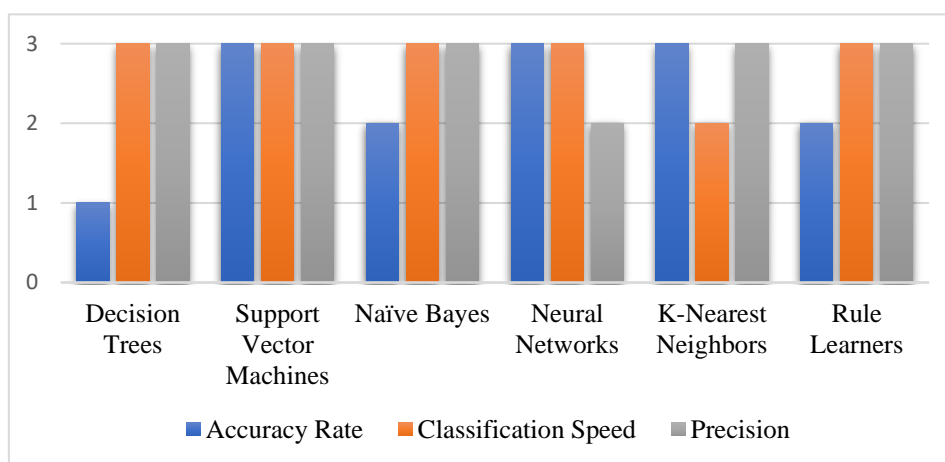 3
2
1
0
Decision
Trees
Support
Vector
Machines
Naïve Bayes
Neural
Networks
K-Nearest
Neighbors
Rule
Learners
Accuracy Rate
Classification Speed
Precision